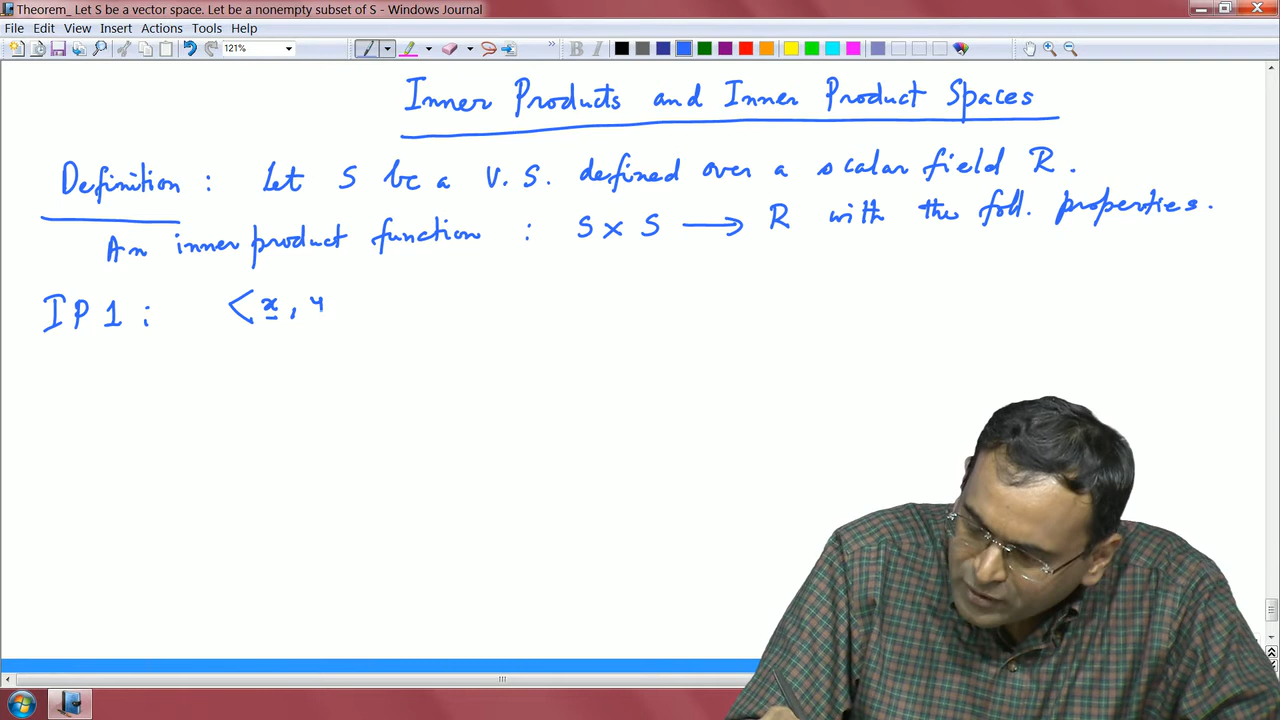 Theorem_ Let S be a vector space. Let be a nonempty subset of S - Windows Journal
File Edit View Insert Actions Tools Help
121%
B I
Inner Products and Inner Product Spaces
Definition : Let S be a V. S. defined over a scalar field R.
An inner product function : S x S → R with the foll. properties.
IP 1 : < x, y